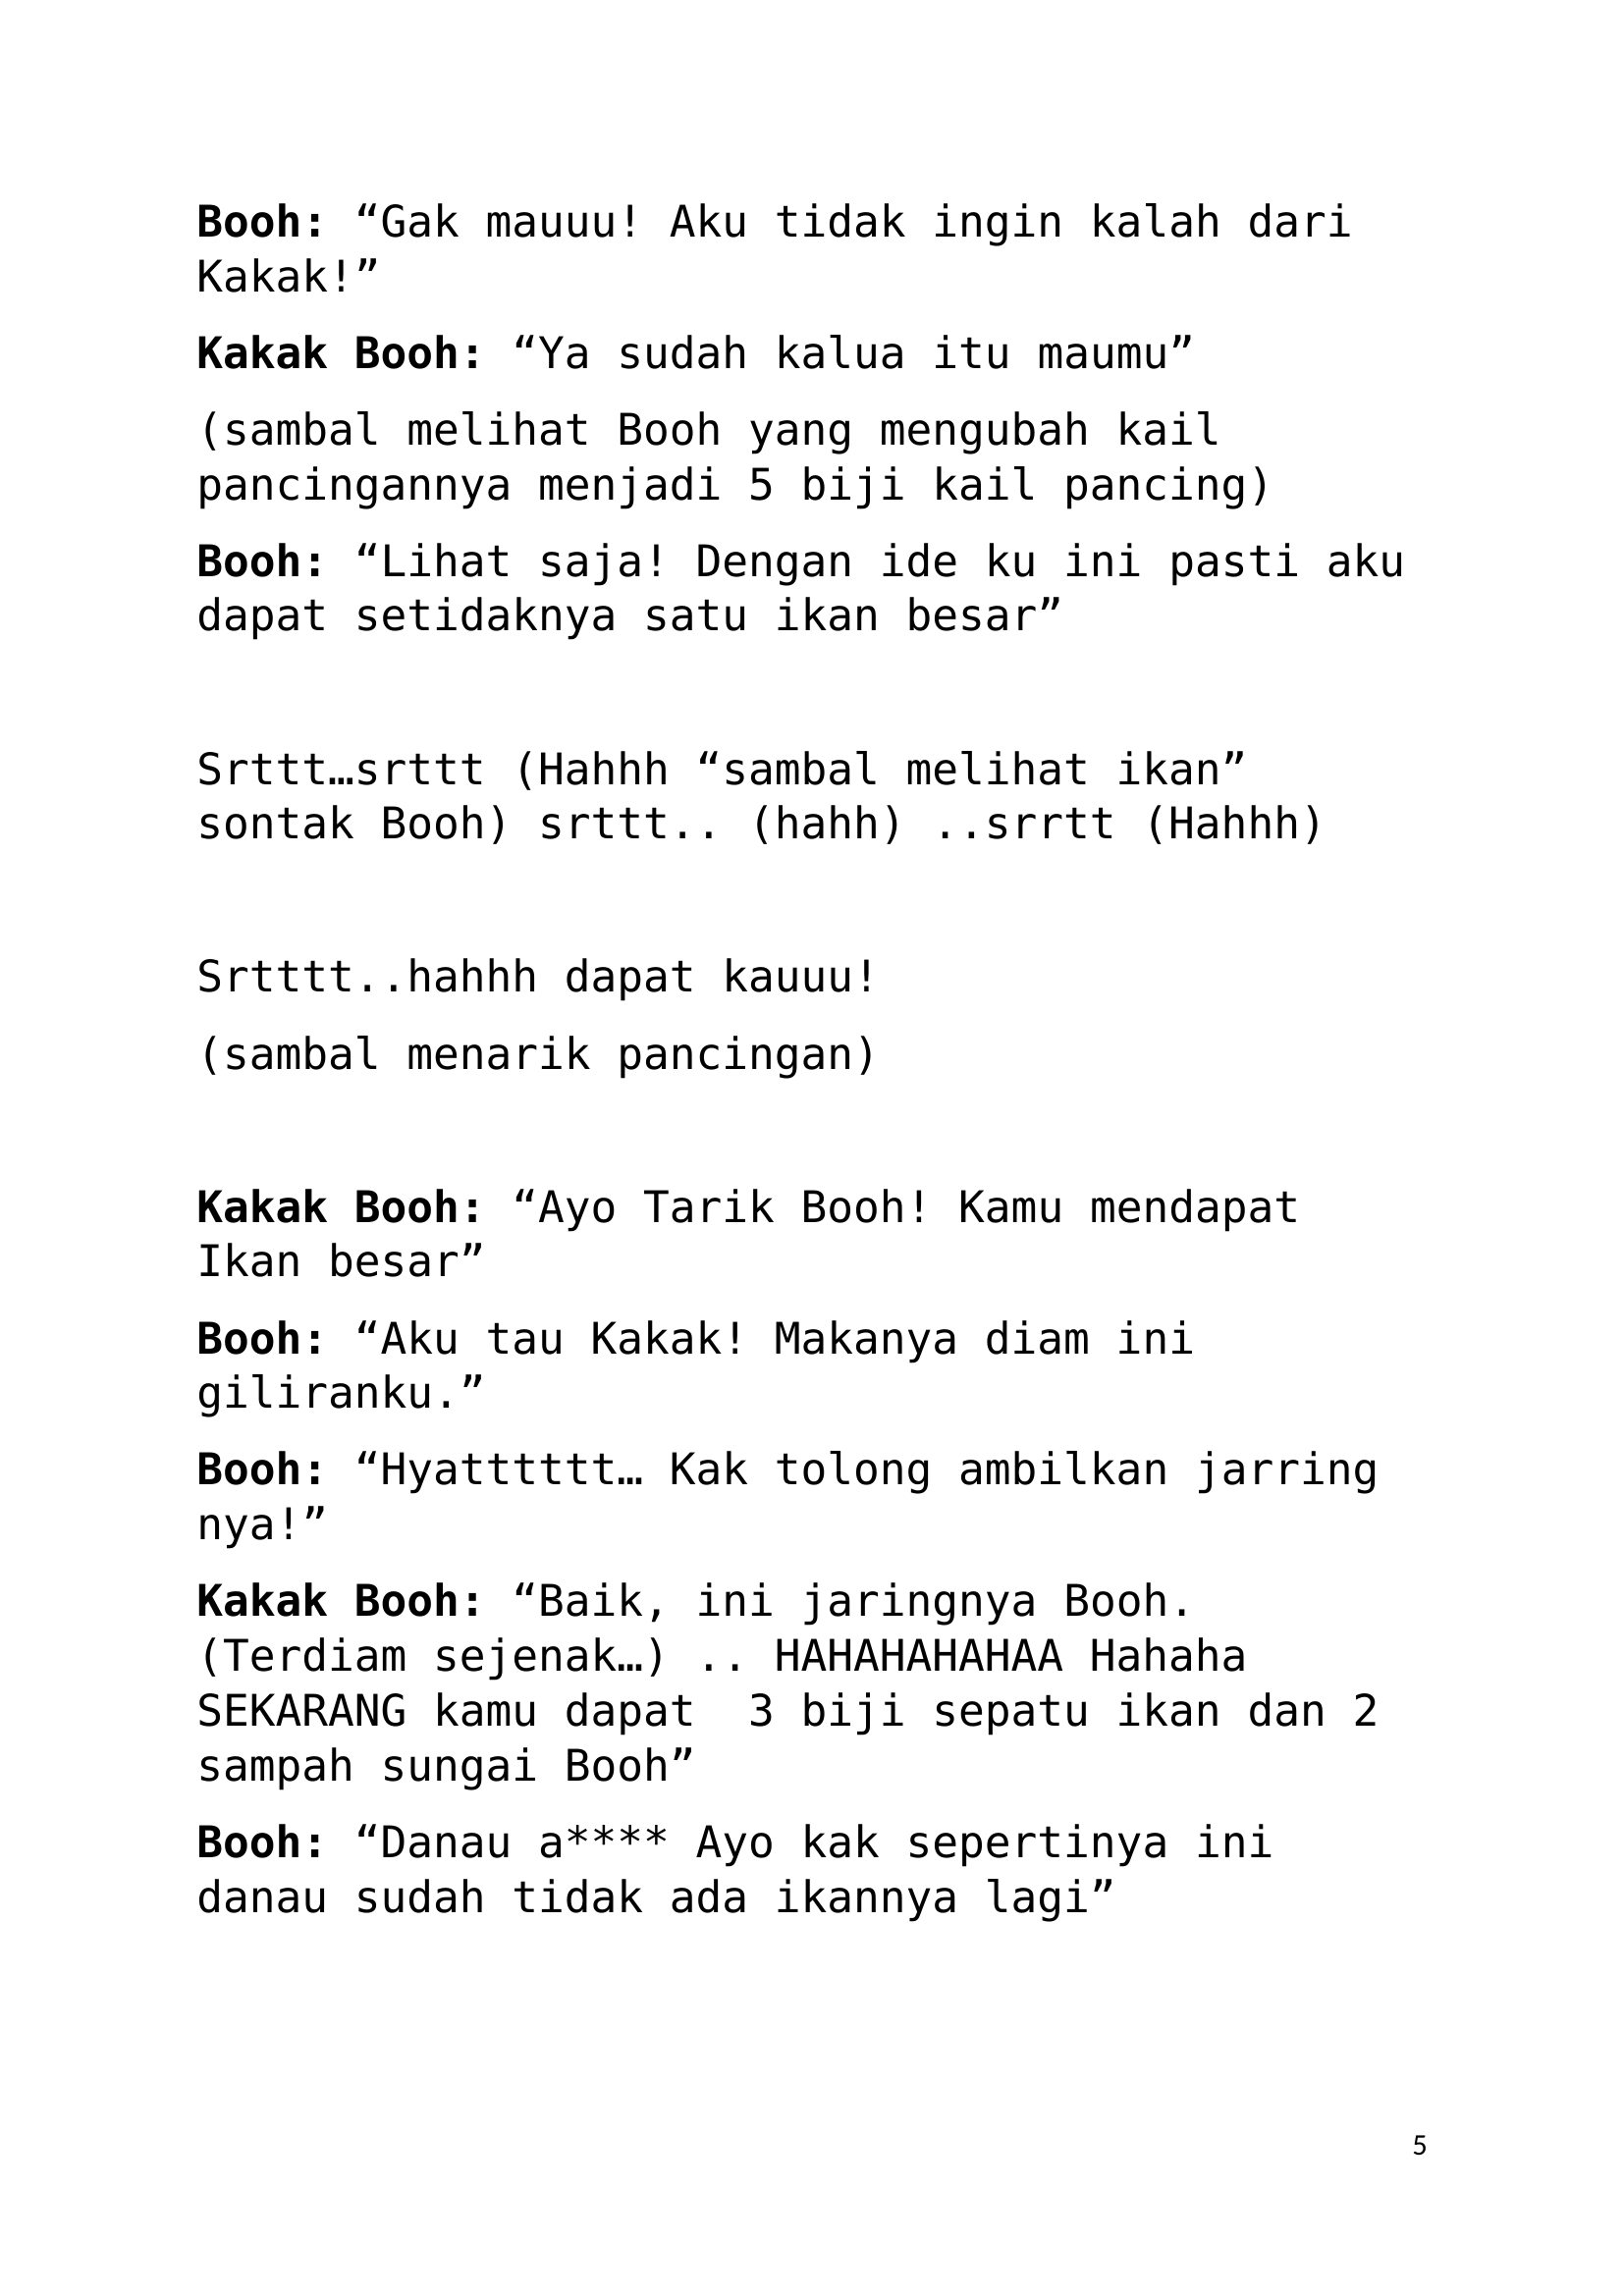 Booh: “Gak mauuu! Aku tidak ingin kalah dari
Kakak!”
Kakak Booh: “Ya sudah kalua itu maumu”
(sambal melihat Booh yang mengubah kail
pancingannya menjadi 5 biji kail pancing)
Booh: “Lihat saja! Dengan ide ku ini pasti aku
dapat setidaknya satu ikan besar”
Srttt…srttt (Hahhh “sambal melihat ikan”
sontak Booh) srttt.. (hahh) ..srrtt (Hahhh)
Srtttt..hahhh dapat kauuu!
(sambal menarik pancingan)
Kakak Booh: “Ayo Tarik Booh! Kamu mendapat
Ikan besar”
Booh: “Aku tau Kakak! Makanya diam ini
giliranku.”
Booh: “Hyatttttt… Kak tolong ambilkan jarring
nya!”
Kakak Booh: “Baik, ini jaringnya Booh.
(Terdiam sejenak…) .. HAHAHAHAHAA Hahaha
SEKARANG kamu dapat  3 biji sepatu ikan dan 2
sampah sungai Booh”
Booh: “Danau a**** Ayo kak sepertinya ini
danau sudah tidak ada ikannya lagi”
5